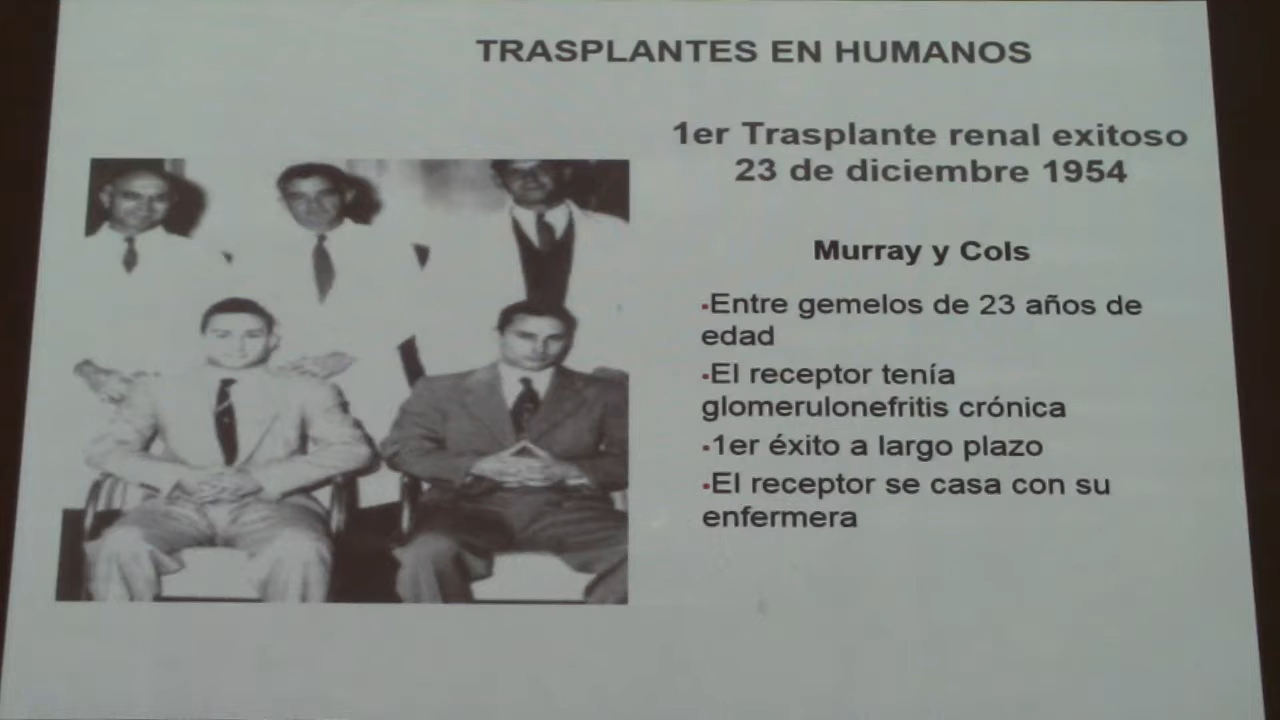 TRASPLANTES EN HUMANOS
1er Trasplante renal exitoso
23 de diciembre 1954
Murray y Cols
▪Entre gemelos de 23 años de
edad
▪El receptor tenía
glomerulonefritis crónica
▪1er éxito a largo plazo
▪El receptor se casa con su
enfermera